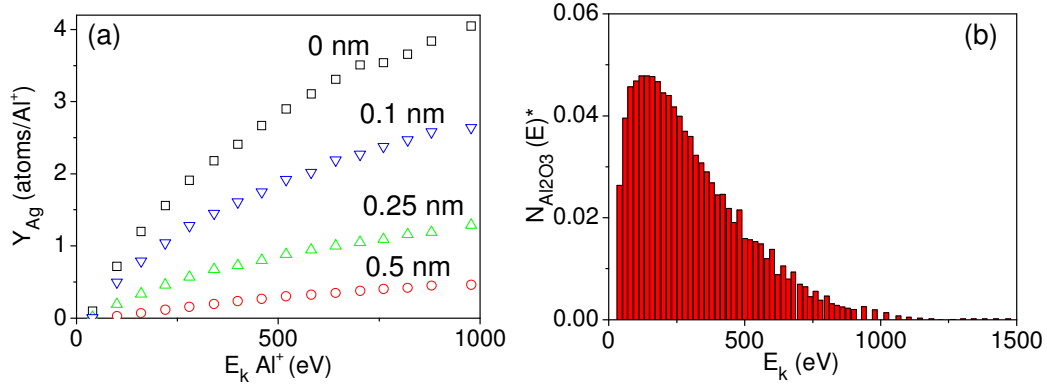 (a)
0 nm
0.1 nm
0.25 nm
0.5 nm
Y_Ag (atoms/Al⁺)
0
1
2
3
4
0
500
1000
E_k Al⁺ (eV)
(b)
N_Al2O3 (E)*
0.00
0.02
0.04
0.06
0
500
1000
1500
E_k (eV)